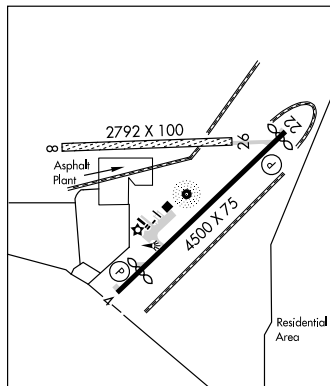 2792 X 100
8
26
22
Asphalt
Plant
P
4500 X 75
P
4
Residential
Area